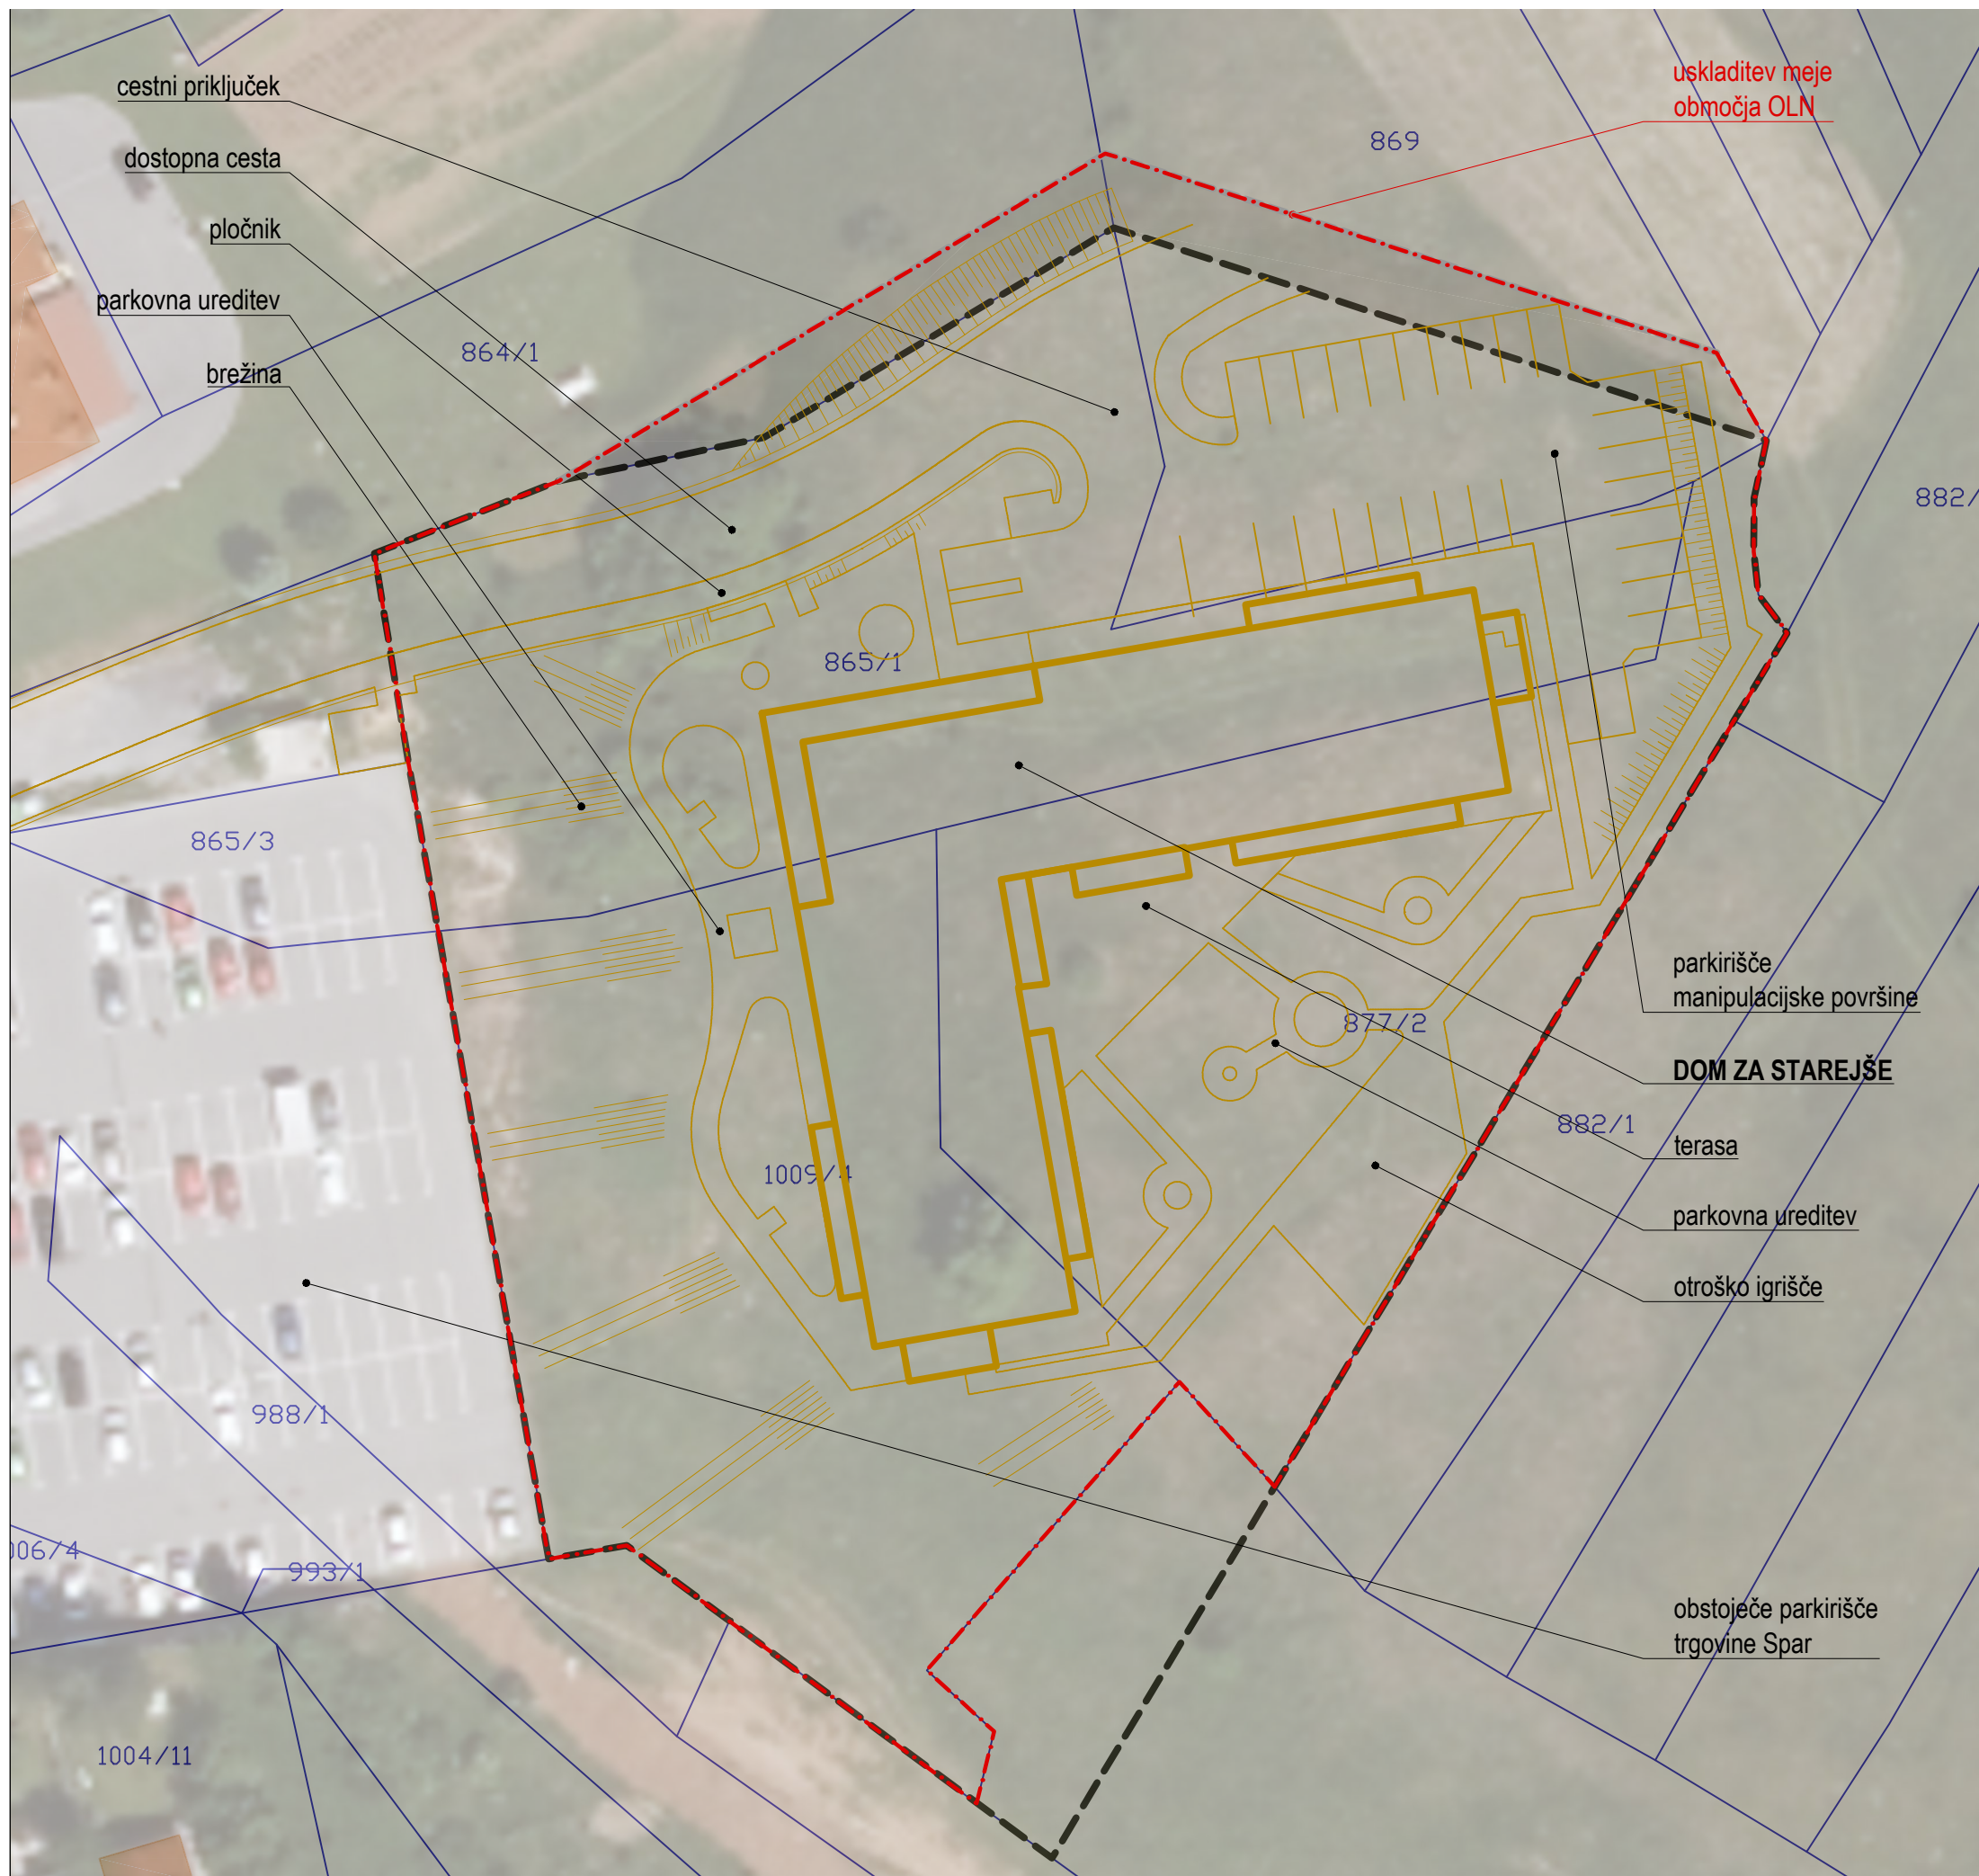 cestni priključek
dostopna cesta
pločnik
parkovna ureditev
brežina
uskladitev meje
območja OLN
869
864/1
882/
865/1
865/3
877/2
882/1
1009/4
988/1
006/4
993/1
1004/11
parkirišče
manipulacijske površine
DOM ZA STAREJŠE
terasa
parkovna ureditev
otroško igrišče
obstoječe parkirišče
trgovine Spar